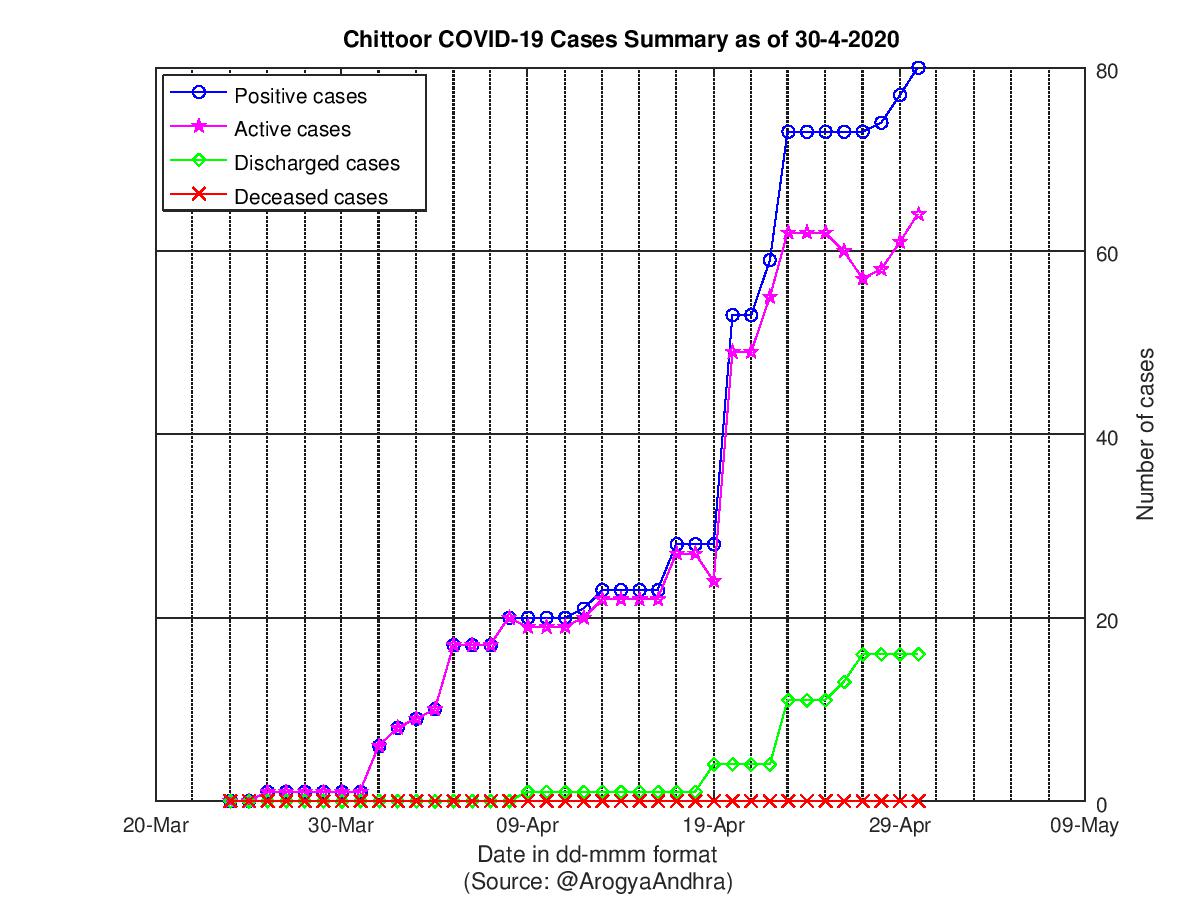 Chittoor COVID-19 Cases Summary as of 30-4-2020
Positive cases
Active cases
Discharged cases
Deceased cases
80
60
40
20
0
Number of cases
20-Mar 30-Mar 09-Apr 19-Apr 29-Apr 09-May
Date in dd-mmm format
(Source: @ArogyaAndhra)